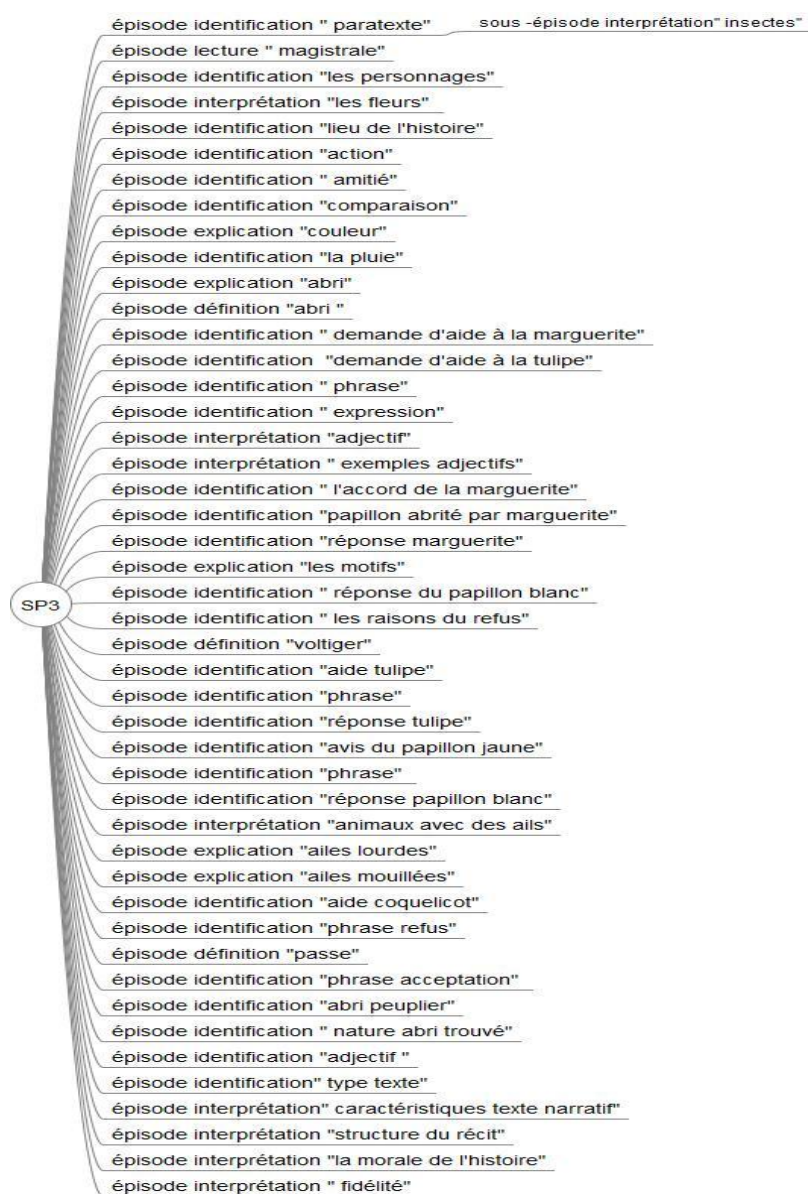 épisode identification " paratexte"
sous -épisode interprétation" insectes"
épisode lecture " magistrale"
épisode identification "les personnages"
épisode interprétation "les fleurs"
épisode identification "lieu de l'histoire"
épisode identification "action"
épisode identification " amitié"
épisode identification "comparaison"
épisode explication "couleur"
épisode identification "la pluie"
épisode explication "abri"
épisode définition "abri "
épisode identification " demande d'aide à la marguerite"
épisode identification "demande d'aide à la tulipe"
épisode identification " phrase"
épisode identification " expression"
épisode interprétation "adjectif"
épisode interprétation " exemples adjectifs"
épisode identification " l'accord de la marguerite"
épisode identification "papillon abrité par marguerite"
épisode identification "réponse marguerite"
épisode explication "les motifs"
épisode identification " réponse du papillon blanc"
SP3
épisode identification " les raisons du refus"
épisode définition "voltiger"
épisode identification "aide tulipe"
épisode identification "phrase"
épisode identification "réponse tulipe"
épisode identification "avis du papillon jaune"
épisode identification "phrase"
épisode identification "réponse papillon blanc"
épisode interprétation "animaux avec des ails"
épisode explication "ailes lourdes"
épisode explication "ailes mouillées"
épisode identification "aide coquelicot"
épisode identification "phrase refus"
épisode définition "passe"
épisode identification "phrase acceptation"
épisode identification "abri peuplier"
épisode identification " nature abri trouvé"
épisode identification "adjectif "
épisode identification" type texte"
épisode interprétation" caractéristiques texte narratif"
épisode interprétation "structure du récit"
épisode interprétation "la morale de l'histoire"
épisode interprétation " fidélité"